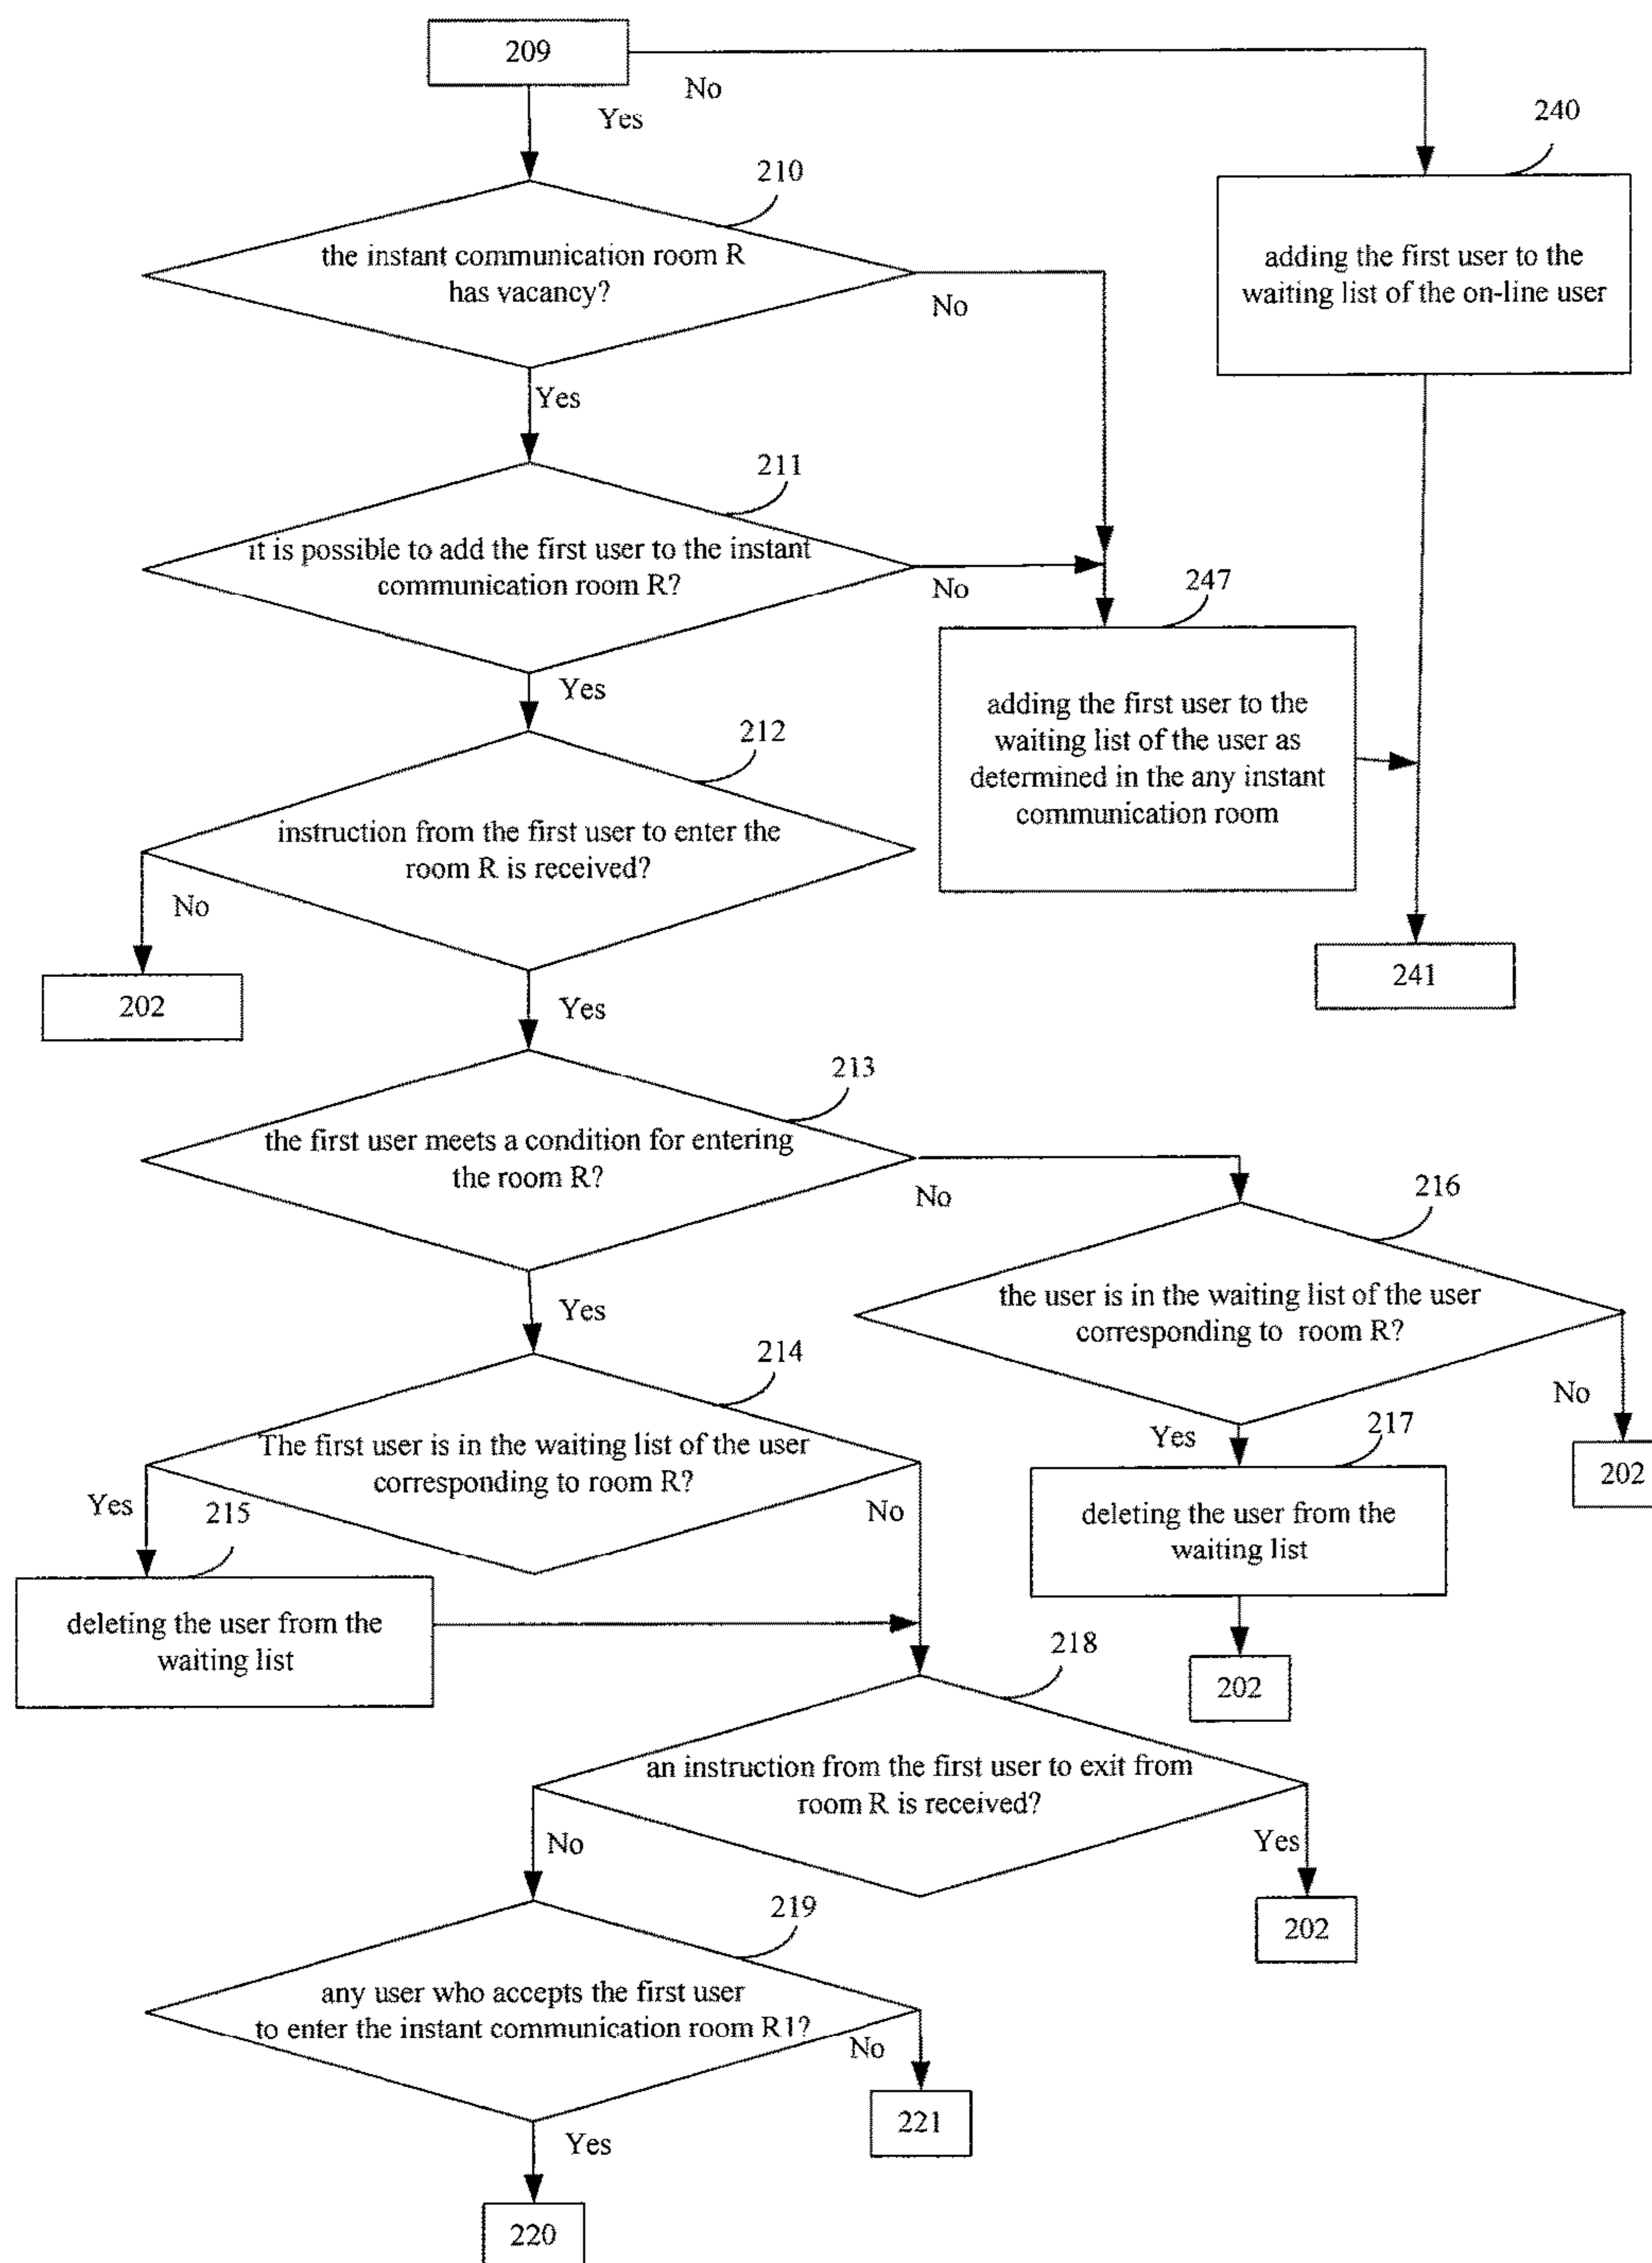 209
No
Yes
240
210
the instant communication room R
has vacancy?
adding the first user to the
waiting list of the on-line user
No
Yes
211
it is possible to add the first user to the instant
communication room R?
No
247
Yes
adding the first user to the
waiting list of the user as
determined in the any instant
communication room
212
instruction from the first user to enter the
room R is received?
No
202
241
Yes
213
the first user meets a condition for entering
the room R?
No
216
the user is in the waiting list of the user
corresponding to room R?
Yes
214
No
The first user is in the waiting list of the user
corresponding to room R?
Yes
217
202
Yes
215
No
deleting the user from the
waiting list
deleting the user from the
waiting list
218
202
an instruction from the first user to exit from
room R is received?
No
Yes
219
202
any user who accepts the first user
to enter the instant communication room R1?
No
221
Yes
220